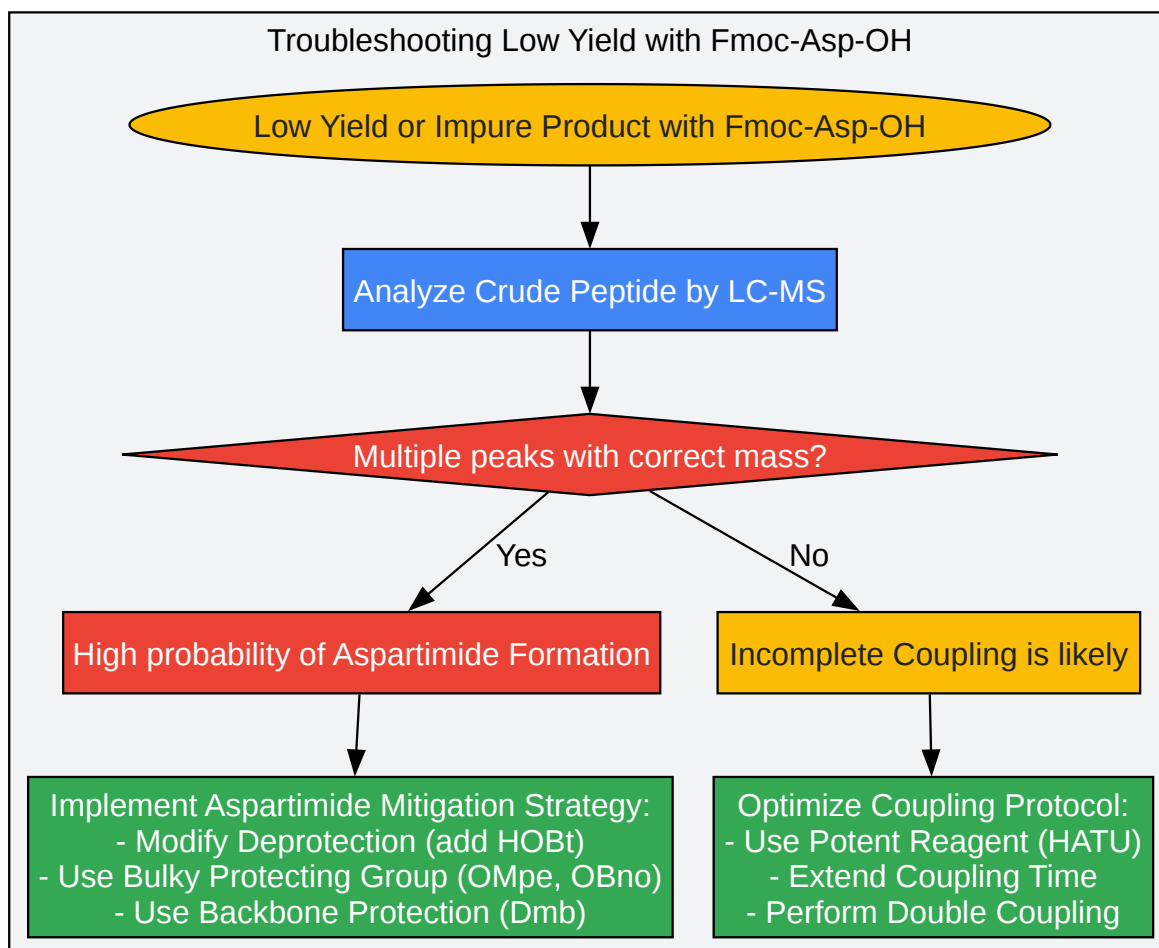 Troubleshooting Low Yield with Fmoc-Asp-OH
Low Yield or Impure Product with Fmoc-Asp-OH
Analyze Crude Peptide by LC-MS
Multiple peaks with correct mass?
Yes
No
High probability of Aspartimide Formation
Incomplete Coupling is likely
Implement Aspartimide Mitigation Strategy:
- Modify Deprotection (add HOBt)
- Use Bulky Protecting Group (OMpe, OBno)
- Use Backbone Protection (Dmb)
Optimize Coupling Protocol:
- Use Potent Reagent (HATU)
- Extend Coupling Time
- Perform Double Coupling